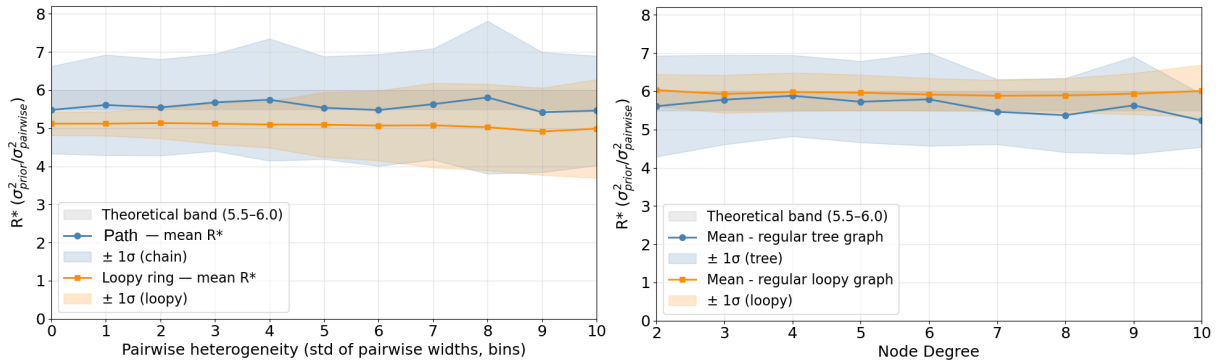 8
7
6
5
4
3
2
1
0
R* (σ²prior/σ²pairwise)
Theoretical band (5.5–6.0)
Path — mean R*
± 1σ (chain)
Loopy ring — mean R*
± 1σ (loopy)
0 1 2 3 4 5 6 7 8 9 10
Pairwise heterogeneity (std of pairwise widths, bins)
8
7
6
5
4
3
2
1
0
R* (σ²prior/σ²pairwise)
Theoretical band (5.5–6.0)
Mean - regular tree graph
± 1σ (tree)
Mean - regular loopy graph
± 1σ (loopy)
2 3 4 5 6 7 8 9 10
Node Degree